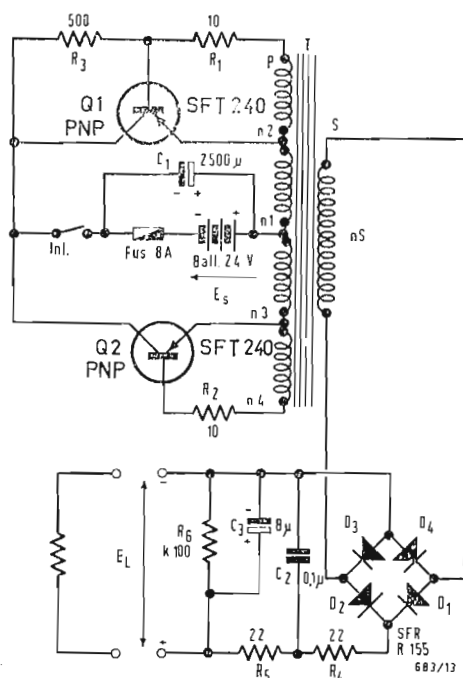 500
10
R3
R1
P
T
Q1
PNP
SFT 240
n2
S
C1
2500 µ
- +
n1
nS
Inl.
Fus 8A
- +
Ball. 24 V
Es
n3
Q2
PNP
SFT 240
R2
n4
10
-
-
EL
R6
k 100
C3
8µ
+
C2
0,1µ
D3
D4
D2
D1
+
22
R5
22
R4
SFR
R 155
683/13